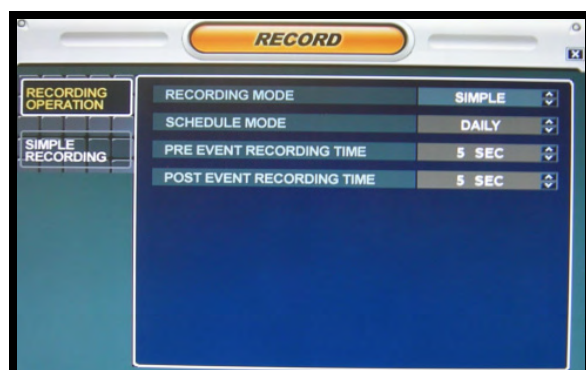 RECORD
X
RECORDING
OPERATION
SIMPLE
RECORDING
RECORDING MODE SIMPLE
SCHEDULE MODE DAILY
PRE EVENT RECORDING TIME 5 SEC
POST EVENT RECORDING TIME 5 SEC